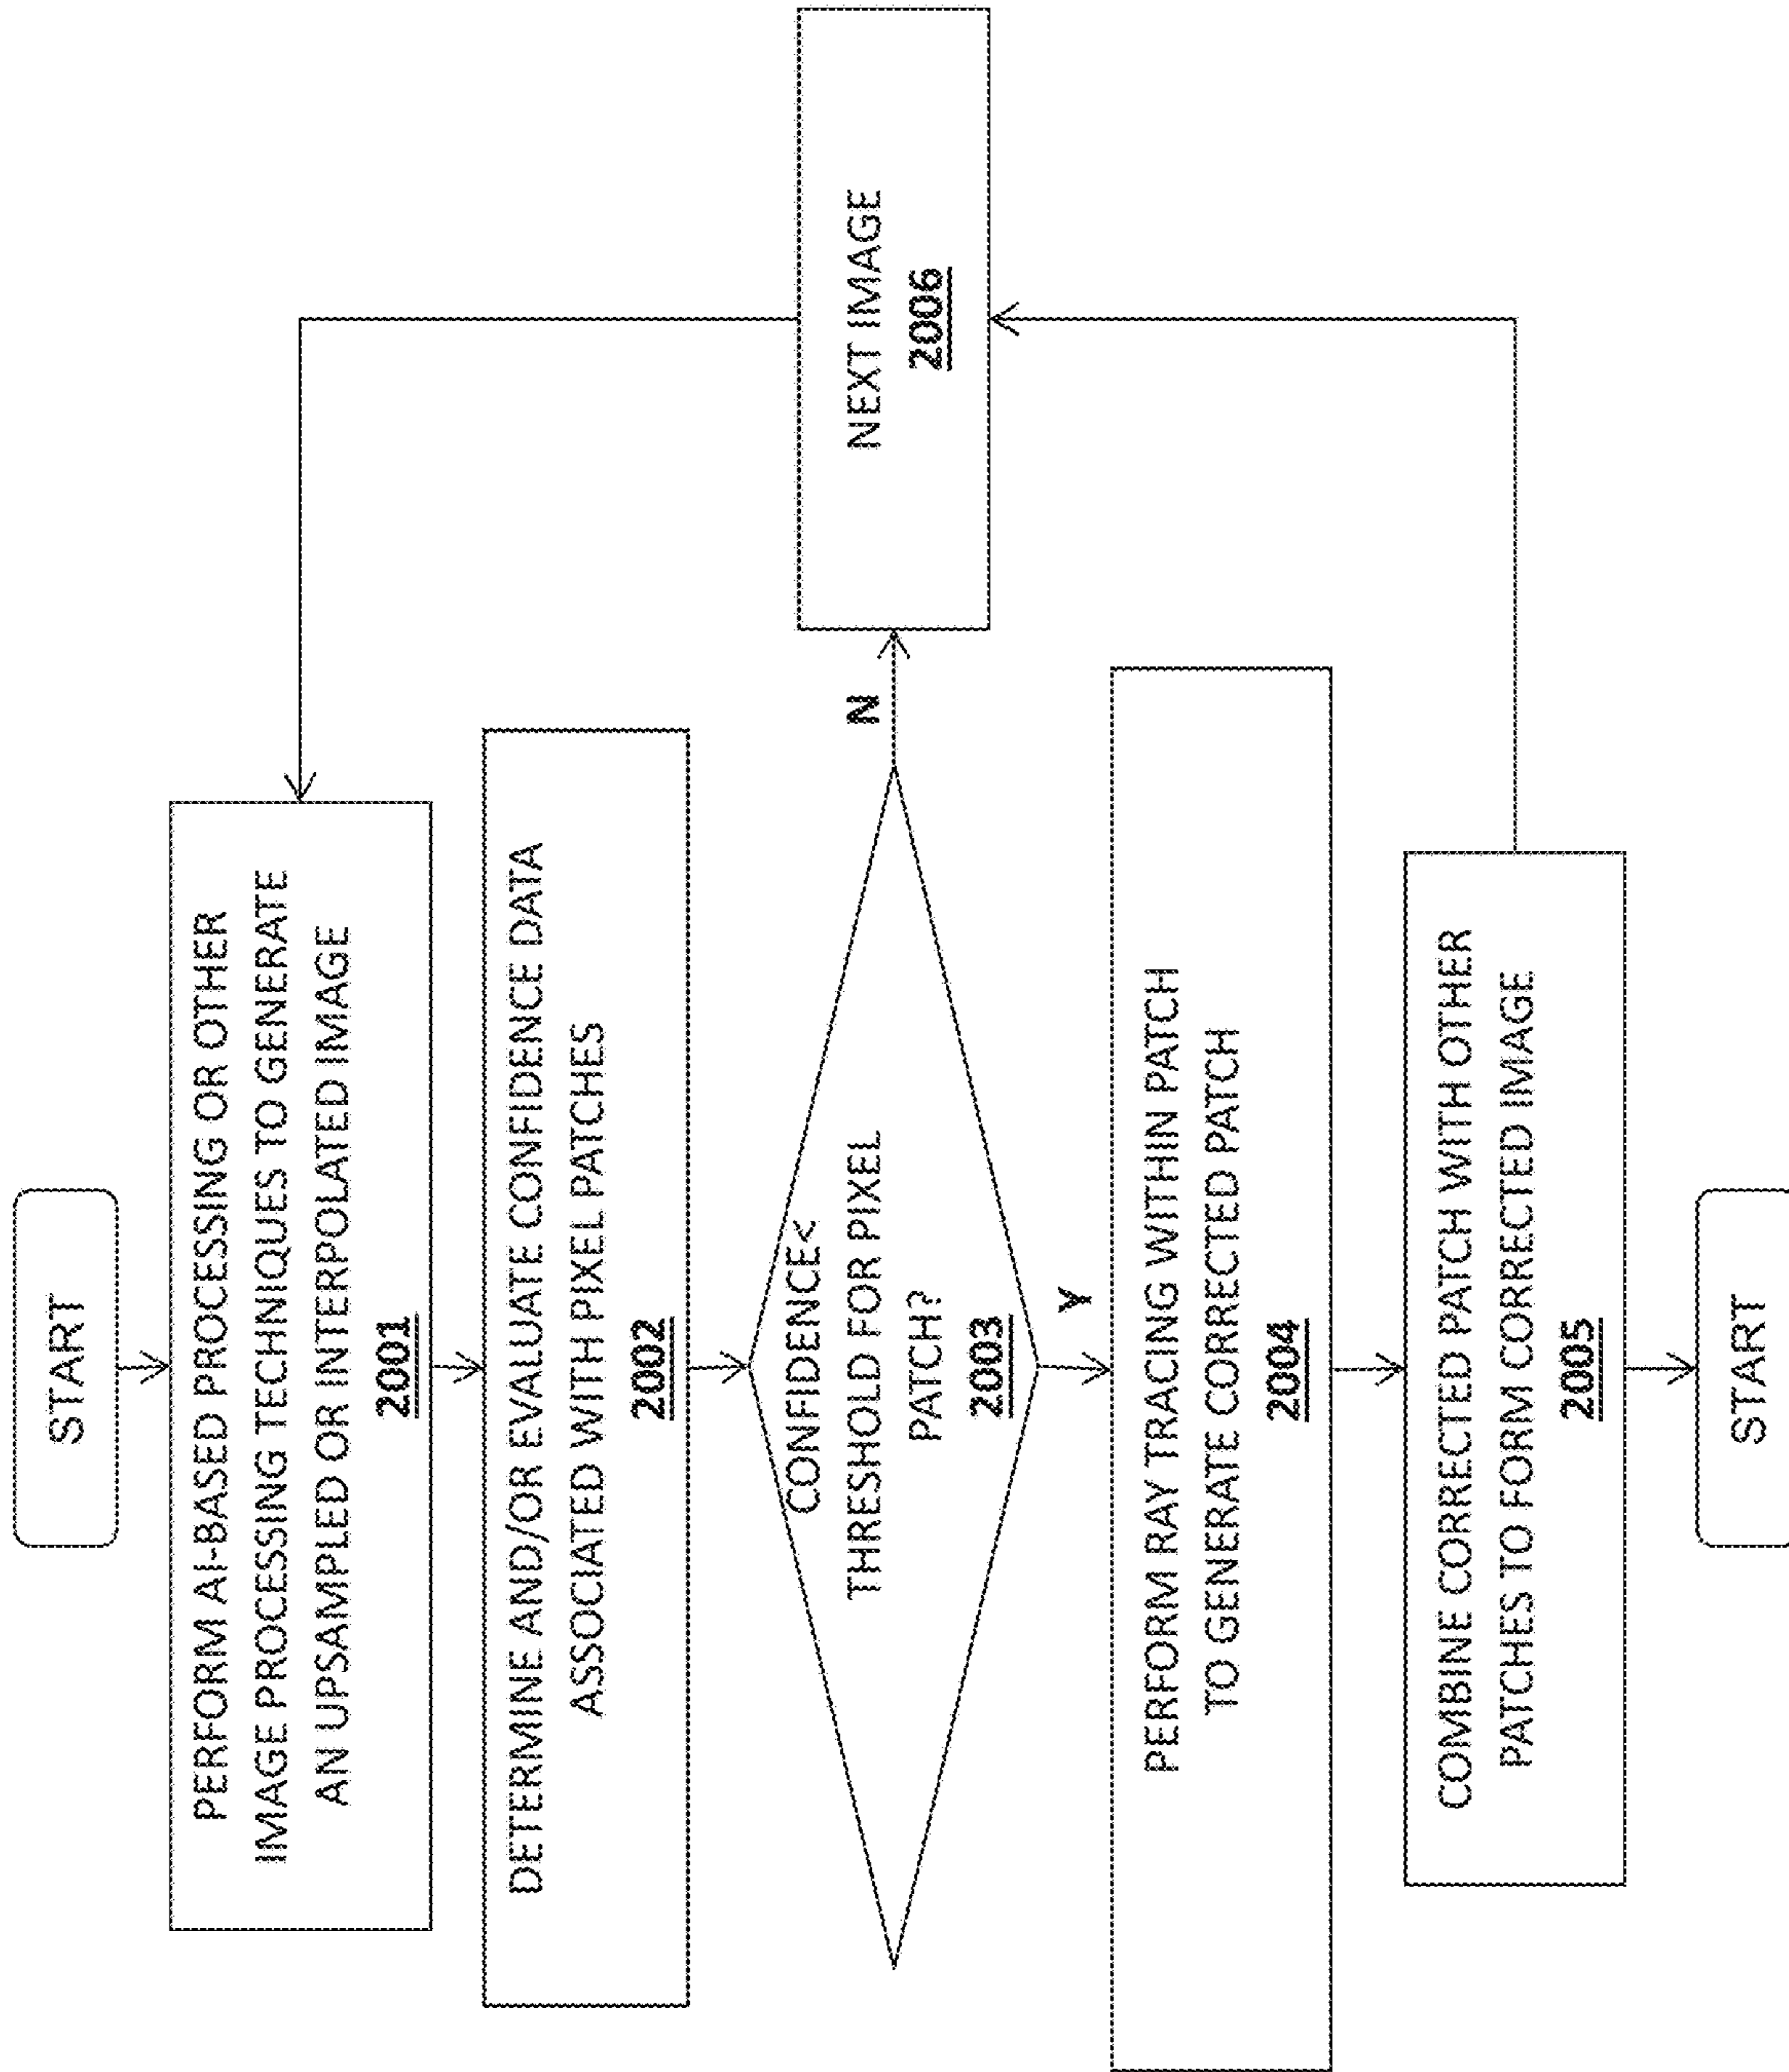 START
PERFORM AI-BASED PROCESSING OR OTHER
IMAGE PROCESSING TECHNIQUES TO GENERATE
AN UPSAMPLED OR INTERPOLATED IMAGE
2001
DETERMINE AND/OR EVALUATE CONFIDENCE DATA
ASSOCIATED WITH PIXEL PATCHES
2002
CONFIDENCE<
THRESHOLD FOR PIXEL
PATCH?
2003
N
NEXT IMAGE
2006
Y
PERFORM RAY TRACING WITHIN PATCH
TO GENERATE CORRECTED PATCH
2004
COMBINE CORRECTED PATCH WITH OTHER
PATCHES TO FORM CORRECTED IMAGE
2005
START